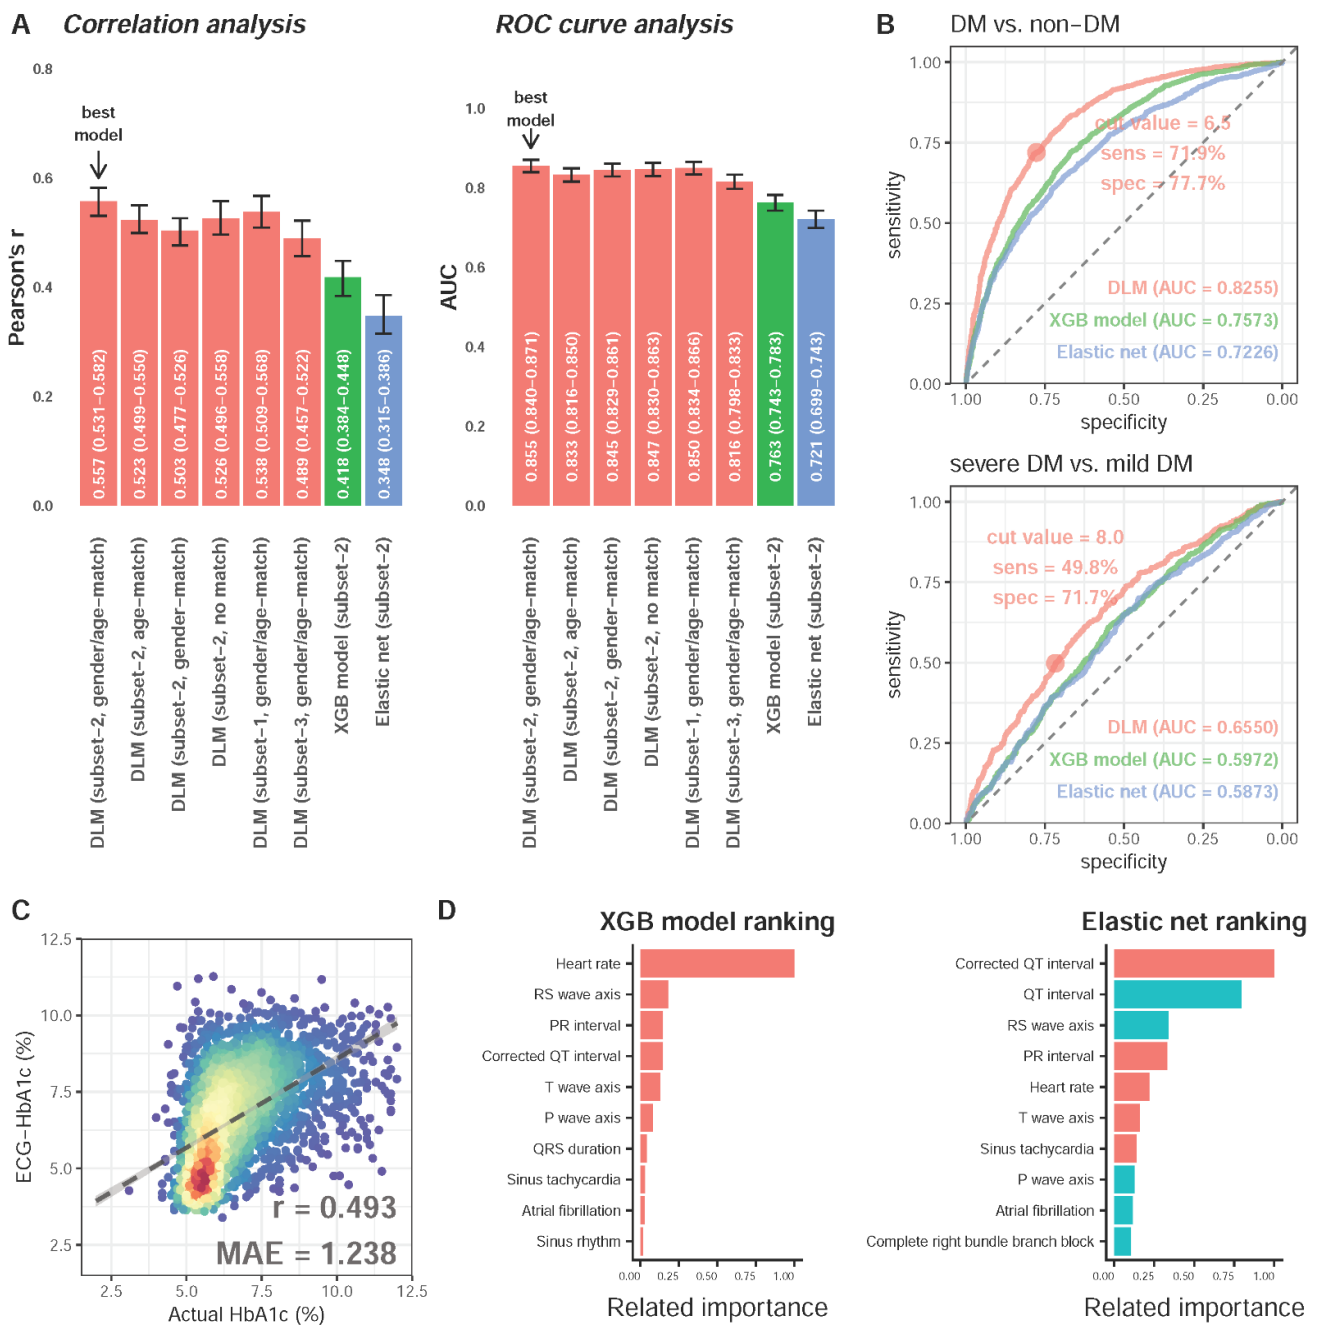 A
Correlation analysis
0.8
0.6
0.4
0.2
0.0
Pearson's r
best
model
0.557 (0.531–0.582)
0.523 (0.499–0.550)
0.503 (0.477–0.526)
0.526 (0.496–0.558)
0.538 (0.509–0.568)
0.489 (0.457–0.522)
0.418 (0.384–0.448)
0.348 (0.315–0.386)
DLM (subset–2, gender/age–match)
DLM (subset–2, age–match)
DLM (subset–2, gender–match)
DLM (subset–2, no match)
DLM (subset–1, gender/age–match)
DLM (subset–3, gender/age–match)
XGB model (subset–2)
Elastic net (subset–2)
ROC curve analysis
1.0
0.8
0.6
0.4
0.2
0.0
AUC
best
model
0.855 (0.840–0.871)
0.833 (0.816–0.850)
0.845 (0.829–0.861)
0.847 (0.830–0.863)
0.850 (0.834–0.866)
0.816 (0.798–0.833)
0.763 (0.743–0.783)
0.721 (0.699–0.743)
DLM (subset–2, gender/age–match)
DLM (subset–2, age–match)
DLM (subset–2, gender–match)
DLM (subset–2, no match)
DLM (subset–1, gender/age–match)
DLM (subset–3, gender/age–match)
XGB model (subset–2)
Elastic net (subset–2)
B
DM vs. non–DM
1.00
0.75
0.50
0.25
0.00
sensitivity
cut value = 6.5
sens = 71.9%
spec = 77.7%
DLM (AUC = 0.8255)
XGB model (AUC = 0.7573)
Elastic net (AUC = 0.7226)
1.00 0.75 0.50 0.25 0.00
specificity
severe DM vs. mild DM
1.00
0.75
0.50
0.25
0.00
sensitivity
cut value = 8.0
sens = 49.8%
spec = 71.7%
DLM (AUC = 0.6550)
XGB model (AUC = 0.5972)
Elastic net (AUC = 0.5873)
1.00 0.75 0.50 0.25 0.00
specificity
C
12.5
10.0
7.5
5.0
2.5
ECG–HbA1c (%)
r = 0.493
MAE = 1.238
2.5 5.0 7.5 10.0 12.5
Actual HbA1c (%)
D
XGB model ranking
Heart rate
RS wave axis
PR interval
Corrected QT interval
T wave axis
P wave axis
QRS duration
Sinus tachycardia
Atrial fibrillation
Sinus rhythm
0.00 0.25 0.50 0.75 1.00
Related importance
Elastic net ranking
Corrected QT interval
QT interval
RS wave axis
PR interval
Heart rate
T wave axis
Sinus tachycardia
P wave axis
Atrial fibrillation
Complete right bundle branch block
0.00 0.25 0.50 0.75 1.00
Related importance